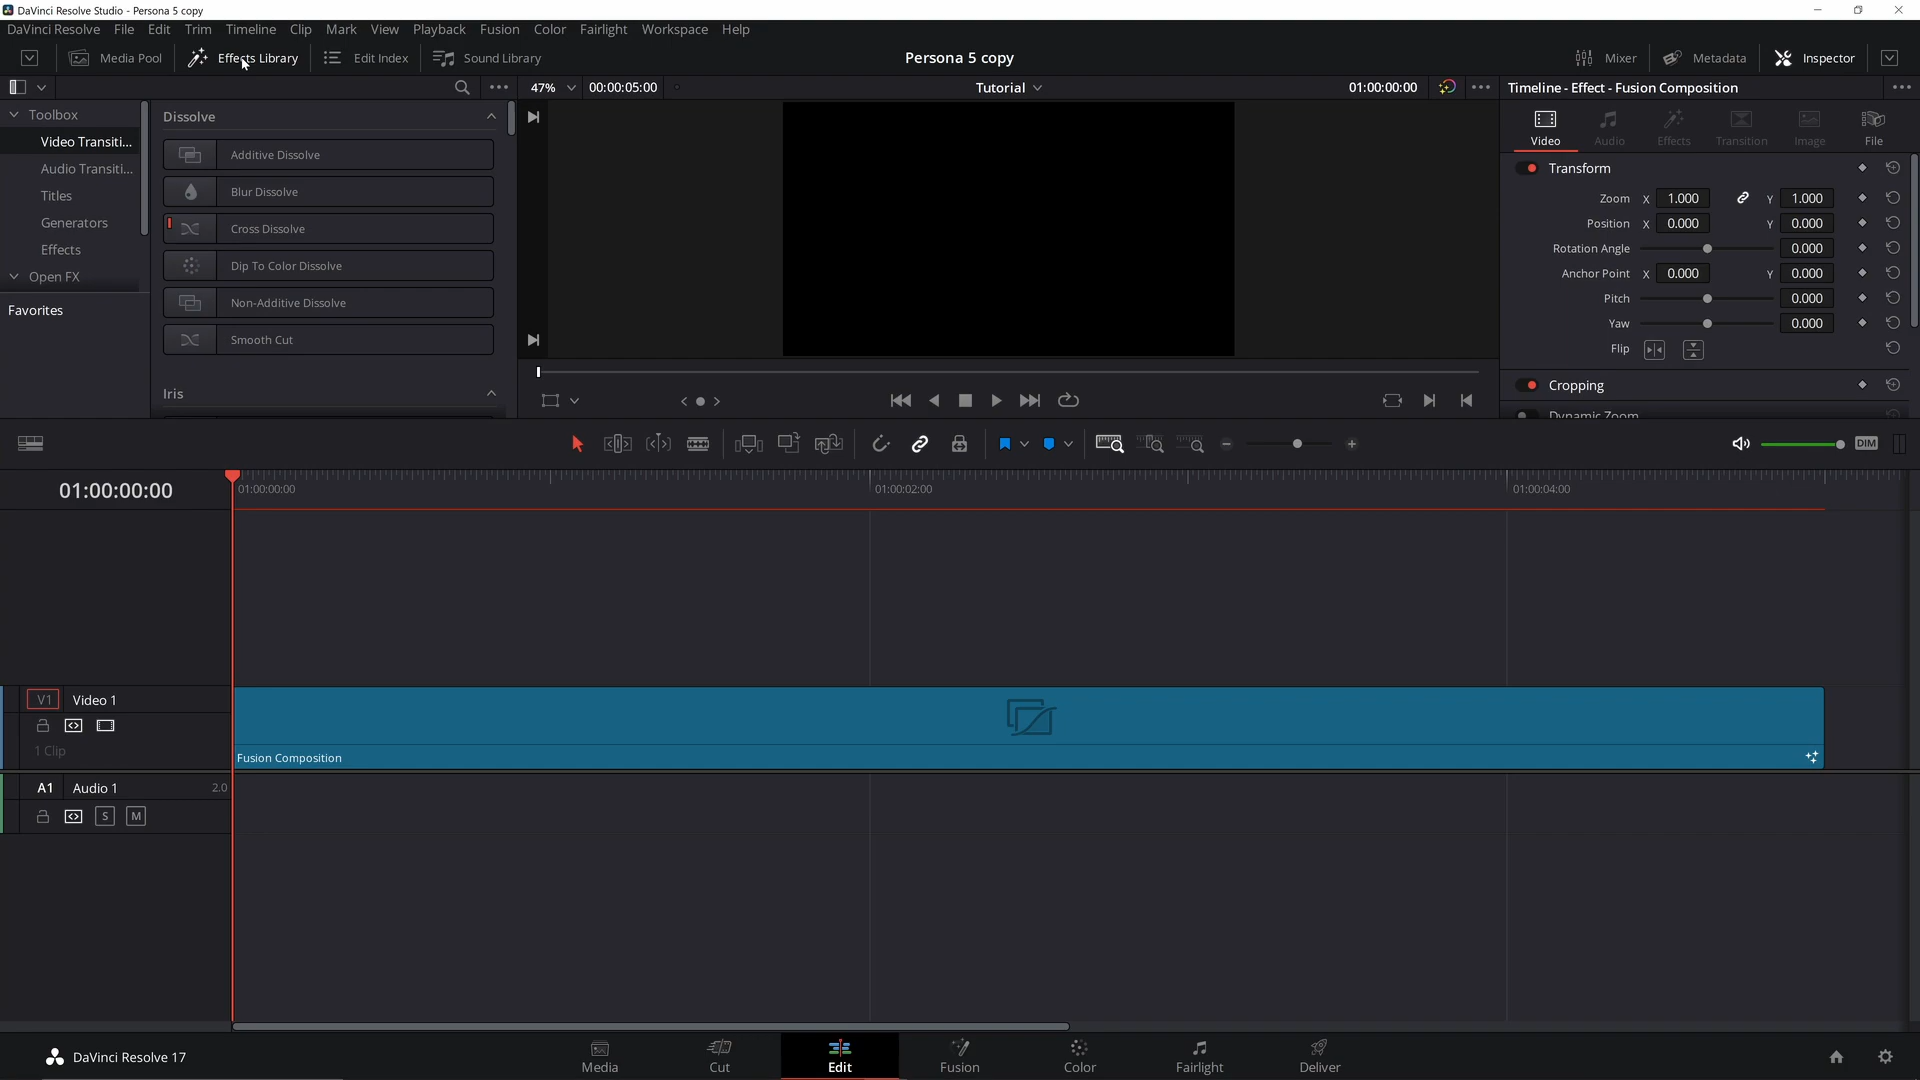 DaVinci Resolve Studio - Persona 5 copy
DaVinci Resolve File Edit Trim Timeline Clip Mark View Playback Fusion Color Fairlight Workspace Help
Media Pool Effects Library Edit Index Sound Library Persona 5 copy Mixer Metadata Inspector
47% 00:00:05:00 Tutorial 01:00:00:00 Timeline - Effect - Fusion Composition
Toolbox
Video Transiti...
Audio Transiti...
Titles
Generators
Effects
Open FX
Favorites
Dissolve
Additive Dissolve
Blur Dissolve
Cross Dissolve
Dip To Color Dissolve
Non-Additive Dissolve
Smooth Cut
Iris
Video Audio Effects Transition Image File
Transform
Zoom X 1.000 Y 1.000
Position X 0.000 Y 0.000
Rotation Angle 0.000
Anchor Point X 0.000 Y 0.000
Pitch 0.000
Yaw 0.000
Flip
Cropping
Dynamic Zoom
DIM
01:00:00:00 01:00:00:00 01:00:02:00 01:00:04:00
V1 Video 1
1 Clip
Fusion Composition
A1 Audio 1 2.0
S M
DaVinci Resolve 17 Media Cut Edit Fusion Color Fairlight Deliver